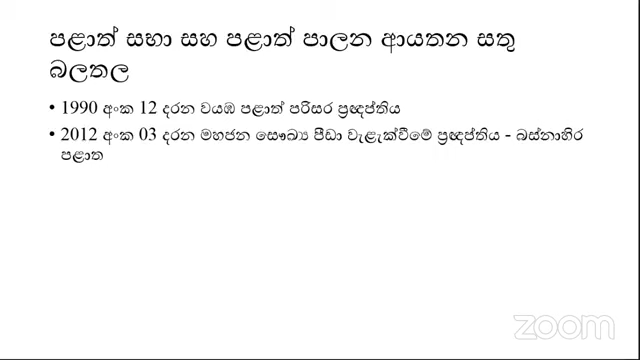 පළාත් සභා සහ පළාත් පාලන ආයතන සතු
බලතල
• 1990 අංක 12 දරන වයඹ පළාත් පරිසර ප්‍රඥප්තිය
• 2012 අංක 03 දරන මහජන සෞඛ්‍ය පීඩා වැළැක්වීමේ ප්‍රඥප්තිය - බස්නාහිර
පළාත
zoom